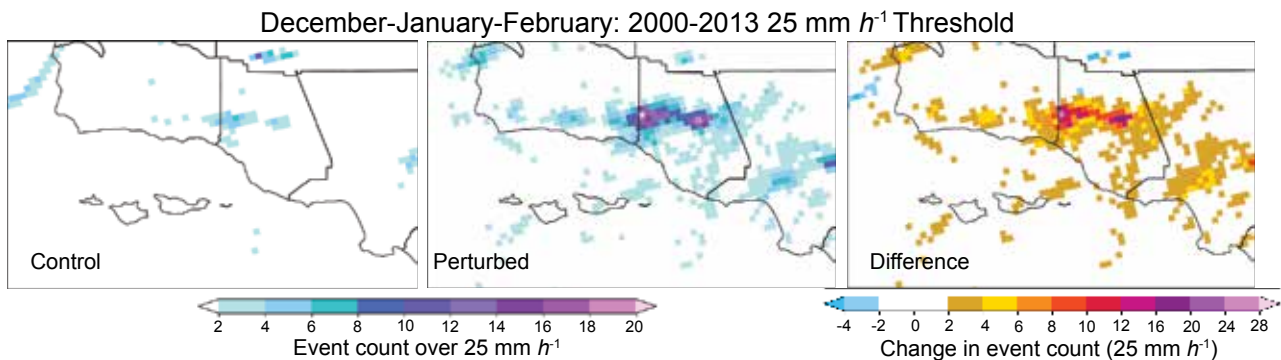 December-January-February: 2000-2013 25 mm h⁻¹ Threshold
Control
Perturbed
Difference
2 4 6 8 10 12 14 16 18 20
Event count over 25 mm h⁻¹
-4 -2 0 2 4 6 8 10 12 16 20 24 28
Change in event count (25 mm h⁻¹)